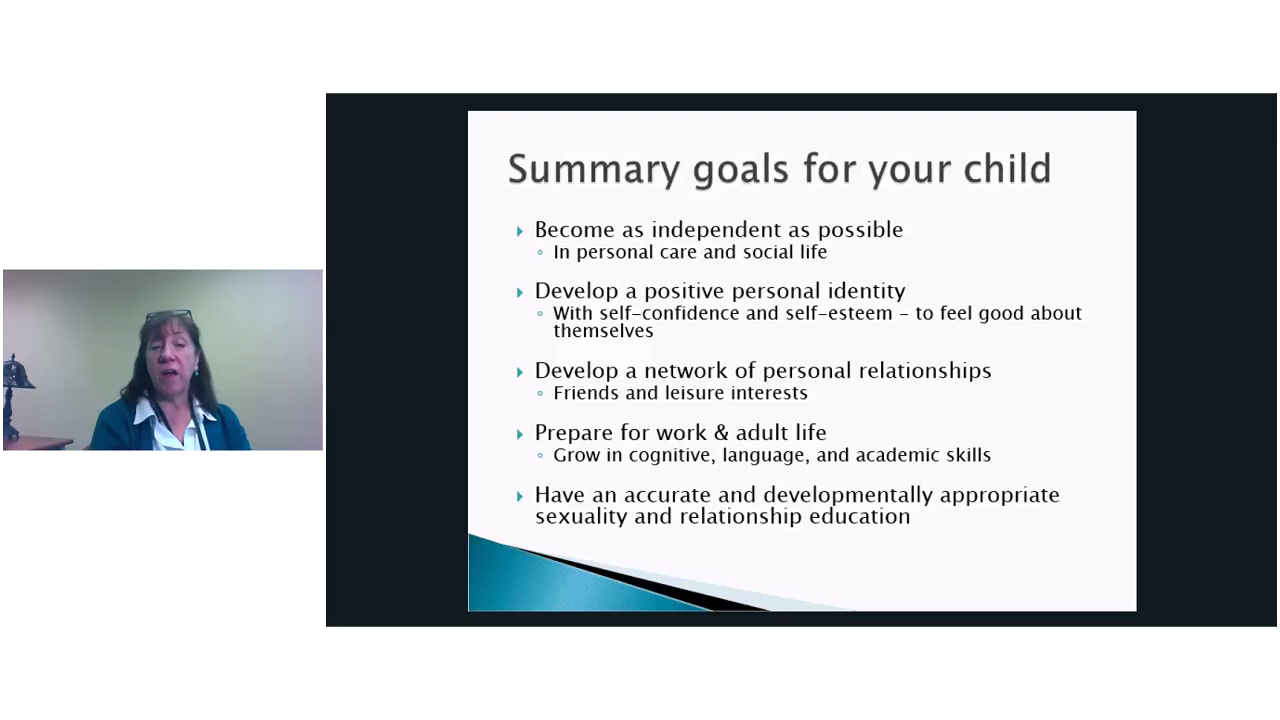 Summary goals for your child
Become as independent as possible
In personal care and social life
Develop a positive personal identity
With self-confidence and self-esteem – to feel good about
themselves
Develop a network of personal relationships
Friends and leisure interests
Prepare for work & adult life
Grow in cognitive, language, and academic skills
Have an accurate and developmentally appropriate
sexuality and relationship education